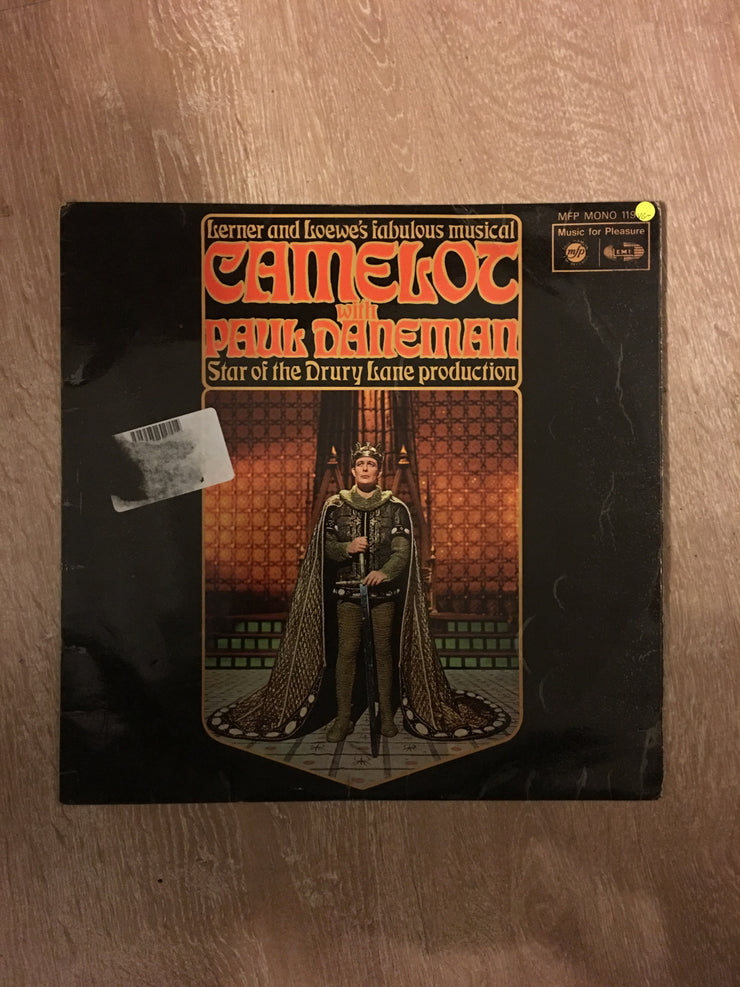 Lerner and Loewe's fabulous musical
CAMELOT
with
PAUL DANEMAN
Star of the Drury Lane production
MFP MONO
Music for Pleasure
mfp
E.M.I.